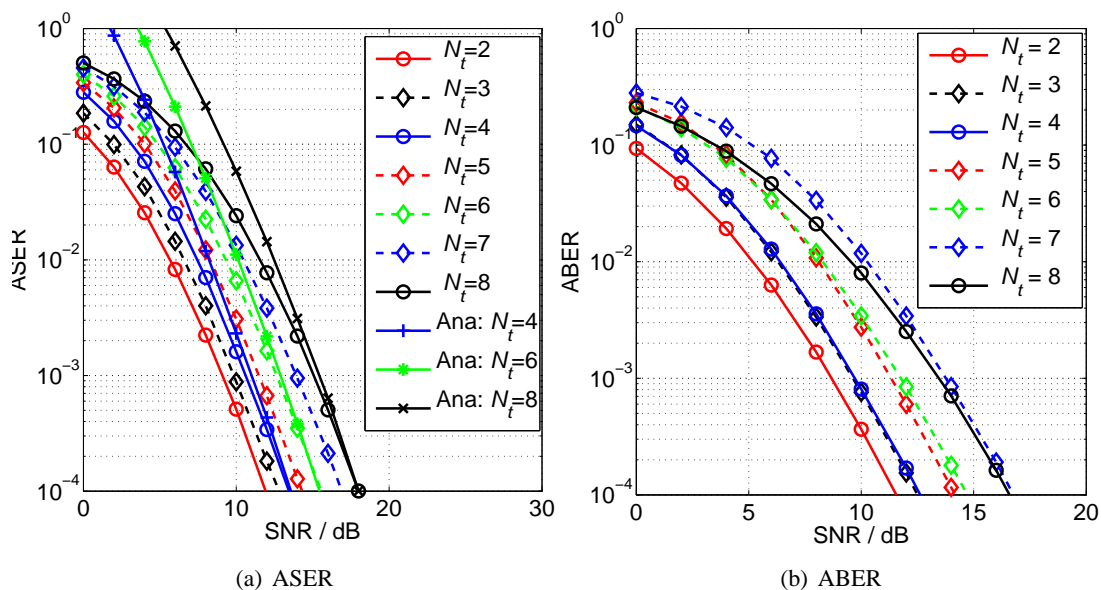 10^0
10^-1
10^-2
10^-3
10^-4
0
10
20
30
SNR / dB
ASER
N_t=2
N_t=3
N_t=4
N_t=5
N_t=6
N_t=7
N_t=8
Ana: N_t=4
Ana: N_t=6
Ana: N_t=8
(a) ASER
10^0
10^-1
10^-2
10^-3
10^-4
0
5
10
15
20
SNR / dB
ABER
N_t = 2
N_t = 3
N_t = 4
N_t = 5
N_t = 6
N_t = 7
N_t = 8
(b) ABER